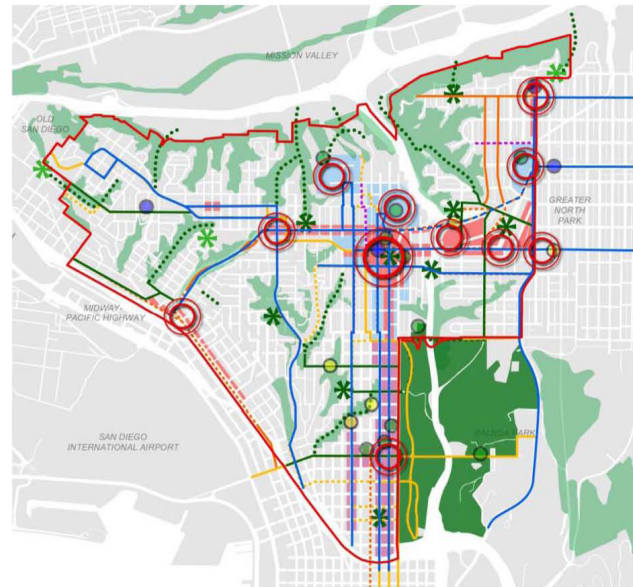 MISSION VALLEY
OLD
SAN DIEGO
GREATER
NORTH
PARK
MIDWAY-
PACIFIC HIGHWAY
SAN DIEGO
INTERNATIONAL AIRPORT
BALBOA PARK